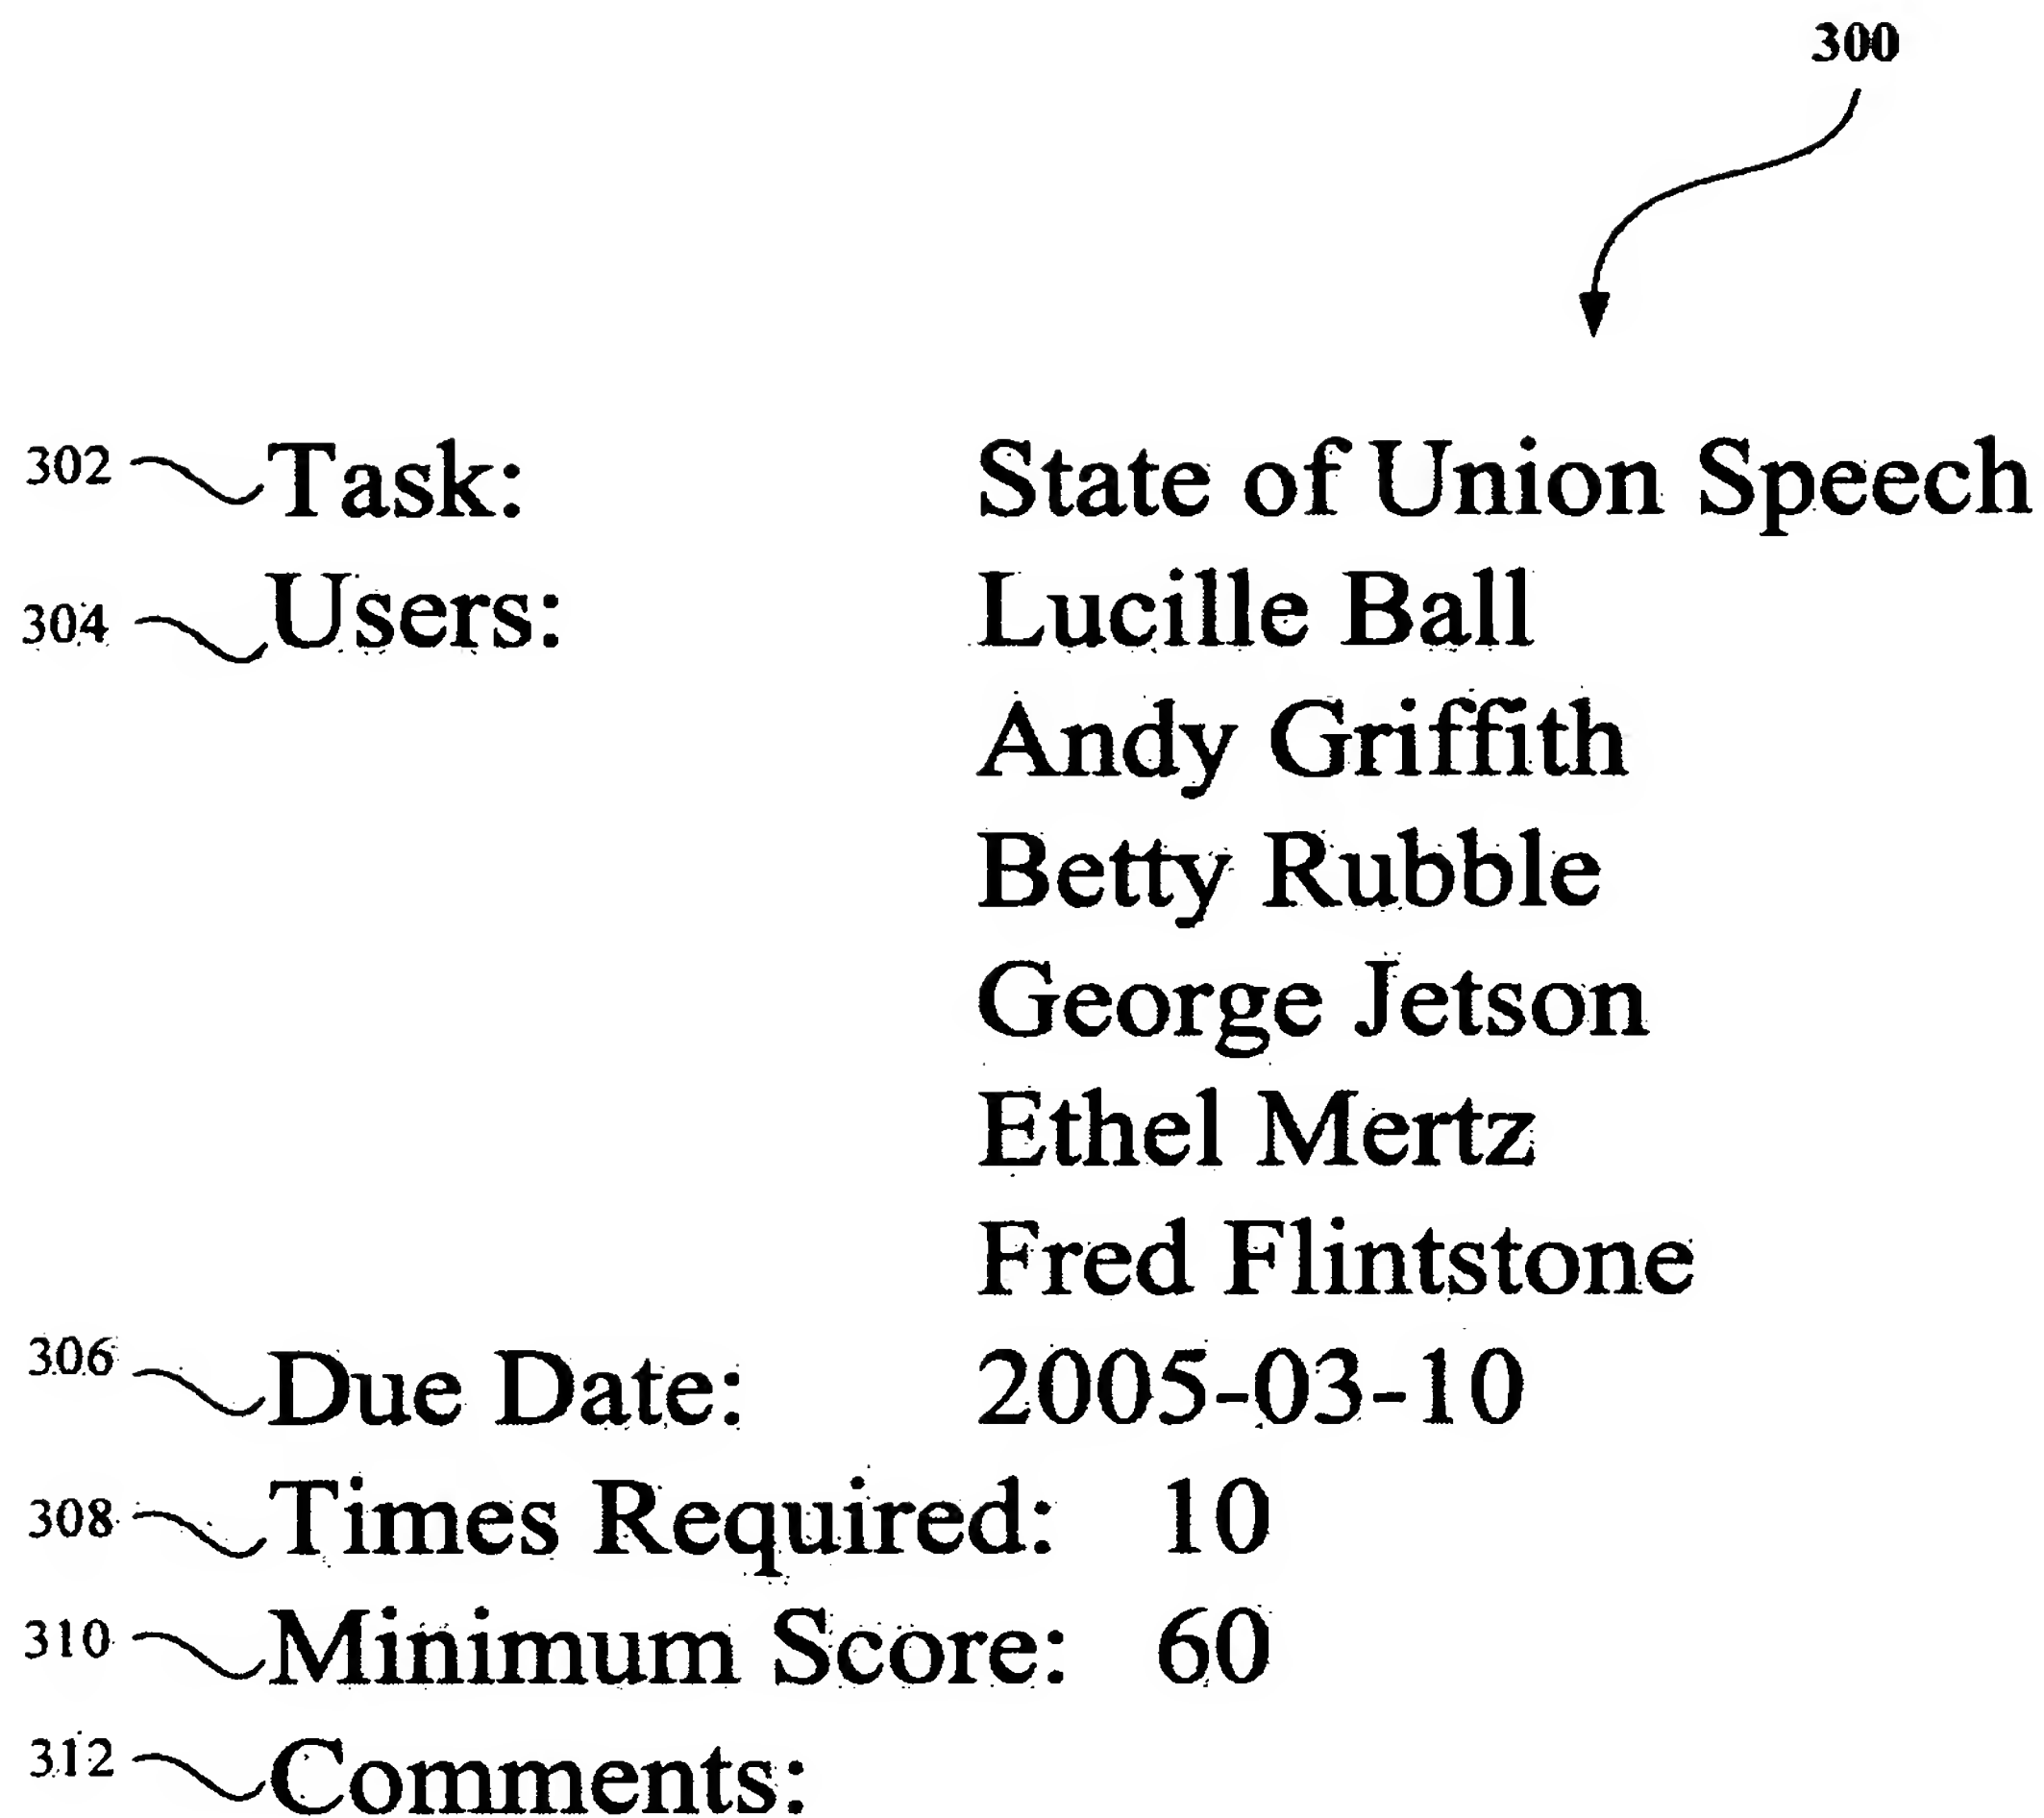 300
302 Task: State of Union Speech
304 Users: Lucille Ball
Andy Griffith
Betty Rubble
George Jetson
Ethel Mertz
Fred Flintstone
306 Due Date: 2005-03-10
308 Times Required: 10
310 Minimum Score: 60
312 Comments: